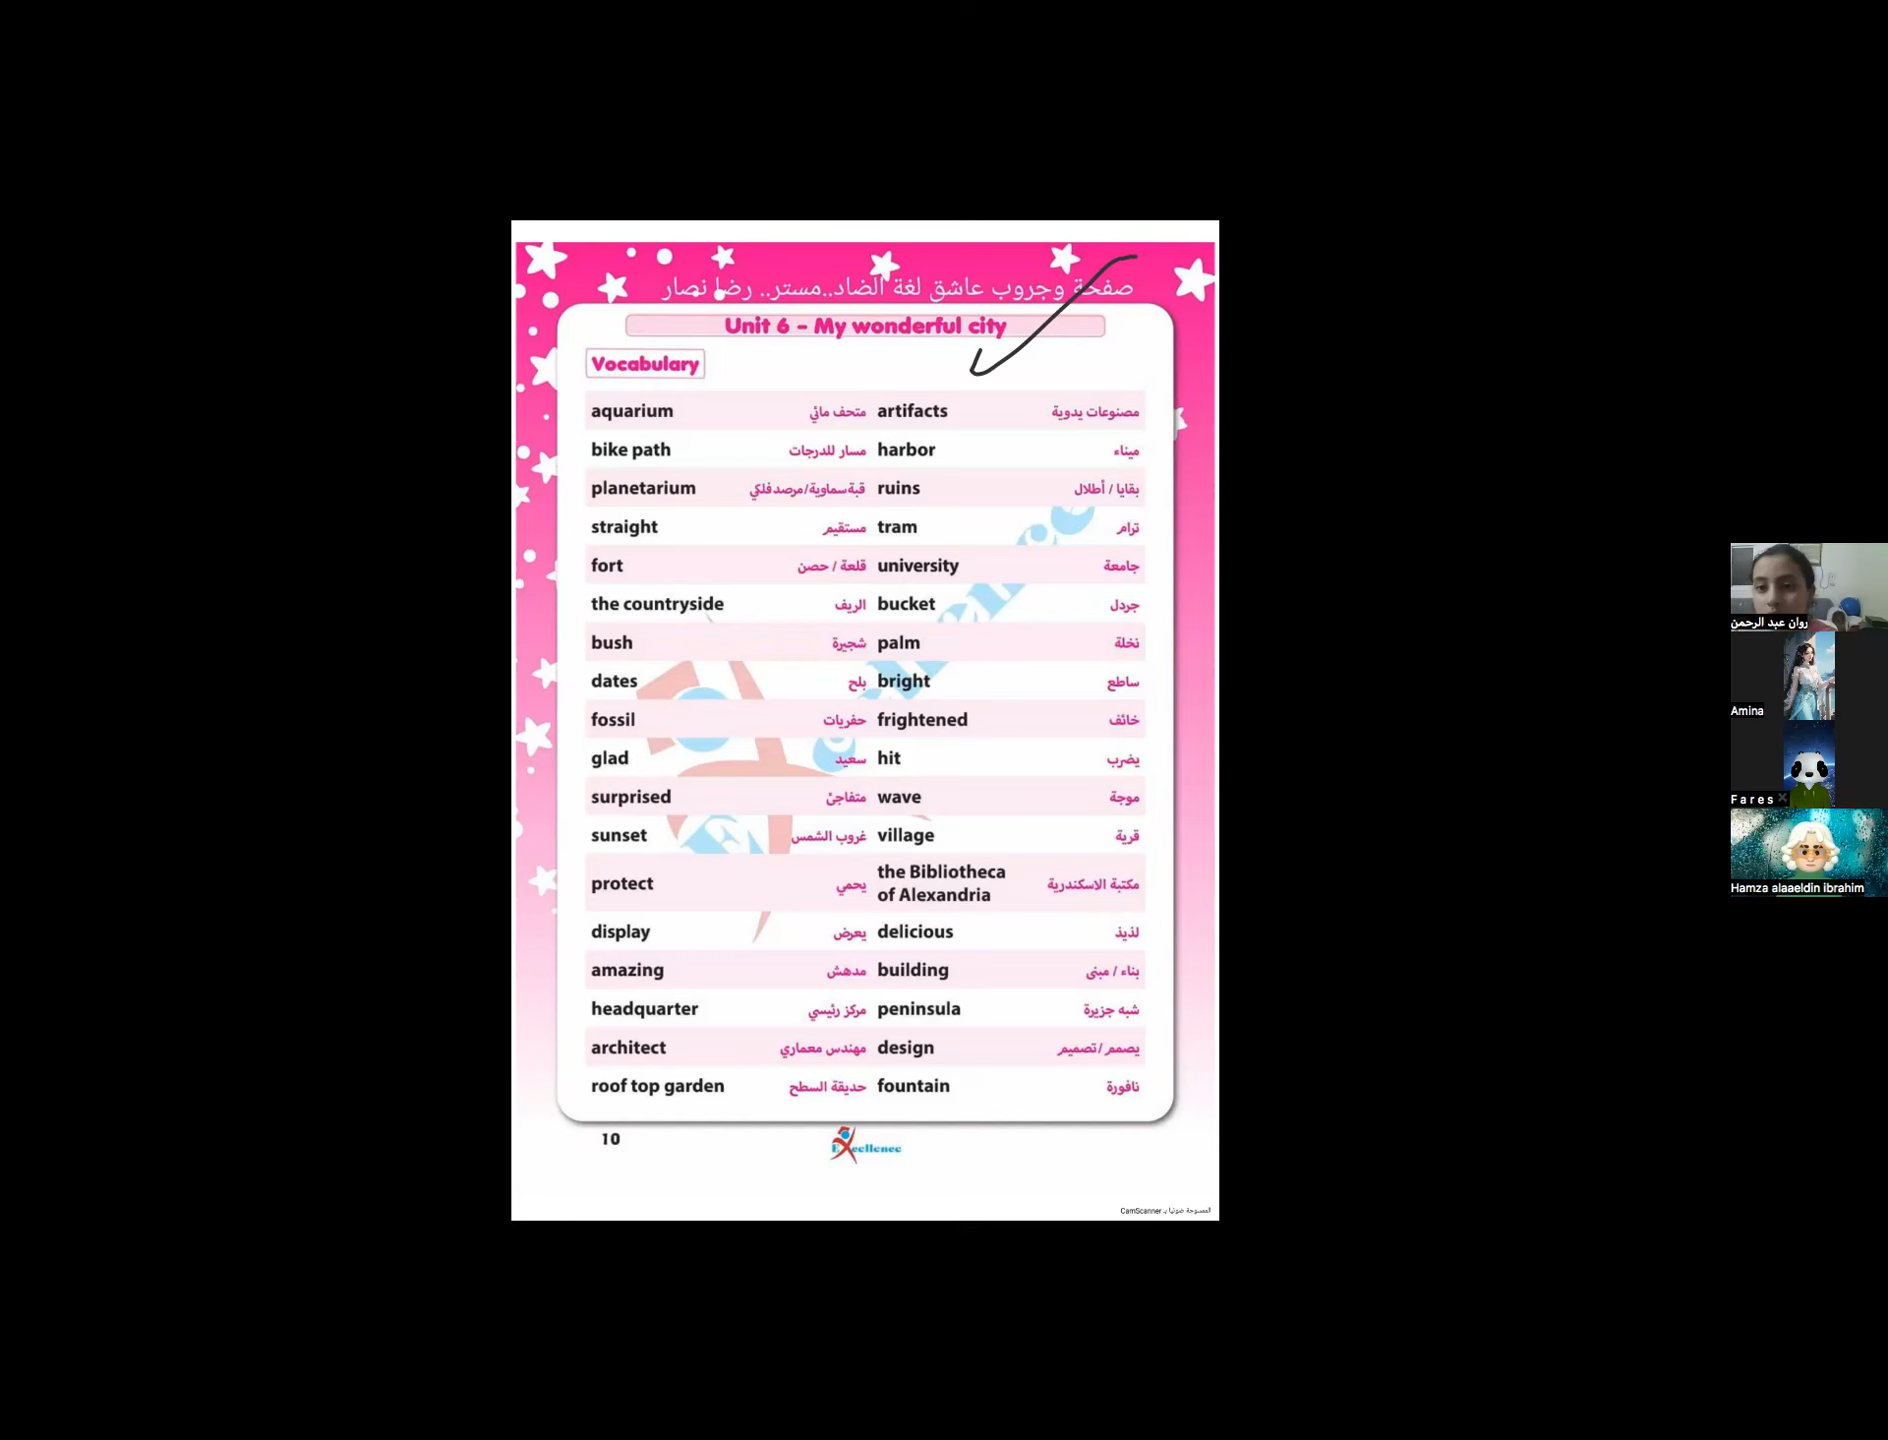 صفحة وجروب عاشق لغة الضاد..مستر.. رضا نصار
Unit 6 - My wonderful city
Vocabulary
aquarium متحف مائي artifacts مصنوعات يدوية
bike path مسار للدرجات harbor ميناء
planetarium قبة سماوية/مرصد فلكي ruins بقايا / أطلال
straight مستقيم tram ترام
fort قلعة / حصن university جامعة
the countryside الريف bucket جردل
bush شجيرة palm نخلة
dates بلح bright ساطع
fossil حفريات frightened خائف
glad سعيد hit يضرب
surprised متفاجئ wave موجة
sunset غروب الشمس village قرية
protect يحمي the Bibliotheca
of Alexandria مكتبة الاسكندرية
display يعرض delicious لذيذ
amazing مدهش building بناء / مبنى
headquarter مركز رئيسي peninsula شبه جزيرة
architect مهندس معماري design يصمم / تصميم
roof top garden حديقة السطح fountain نافورة
10
Excellence
الممسوحة ضوئيا بـ CamScanner
روان عبد الرحمن
Amina
Fares
Hamza alaaeldin ibrahim